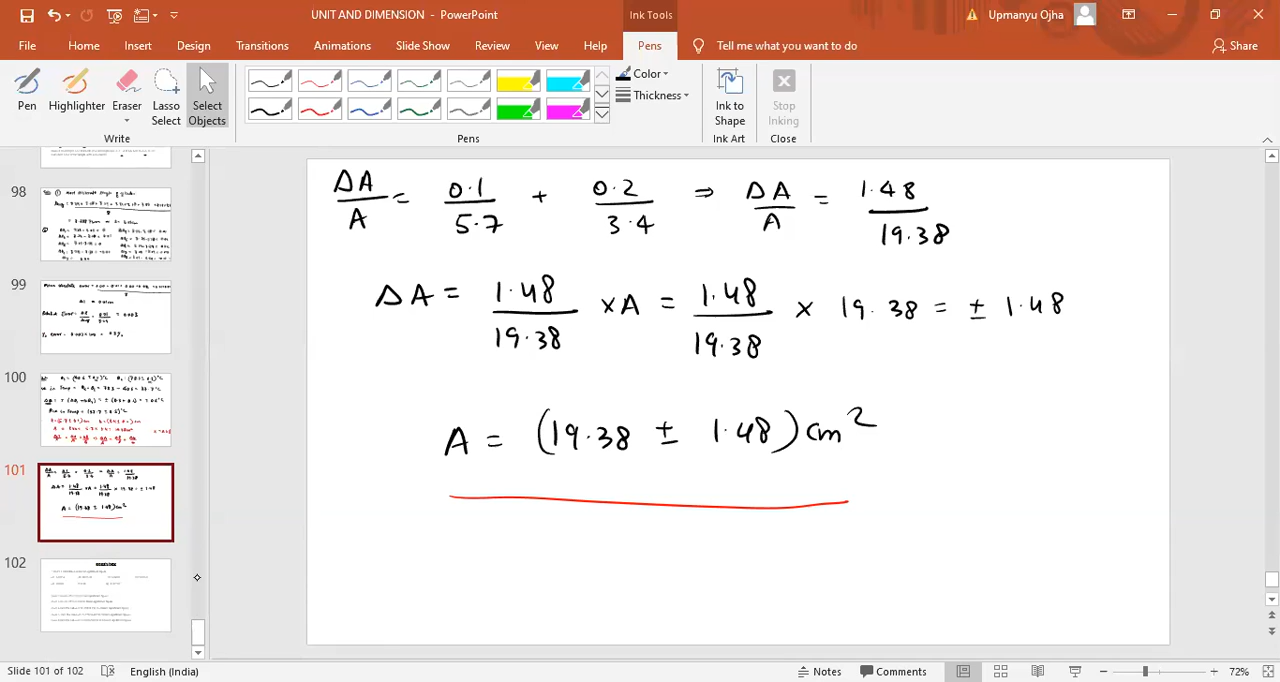 UNIT AND DIMENSION - PowerPoint
Ink Tools
Upmanyu Ojha
File Home Insert Design Transitions Animations Slide Show Review View Help Pens Tell me what you want to do Share
Pen Highlighter Eraser Lasso Select Select Objects Color Thickness Ink to Shape Stop Inking
Write Pens Ink Art Close
98
99
100
101
102
ΔA/A = 0.1/5.7 + 0.2/3.4 ⇒ ΔA/A = 1.48/19.38
ΔA = 1.48/19.38 × A = 1.48/19.38 × 19.38 = ± 1.48
A = (19.38 ± 1.48) cm²
Slide 101 of 102 English (India) Notes Comments 72%